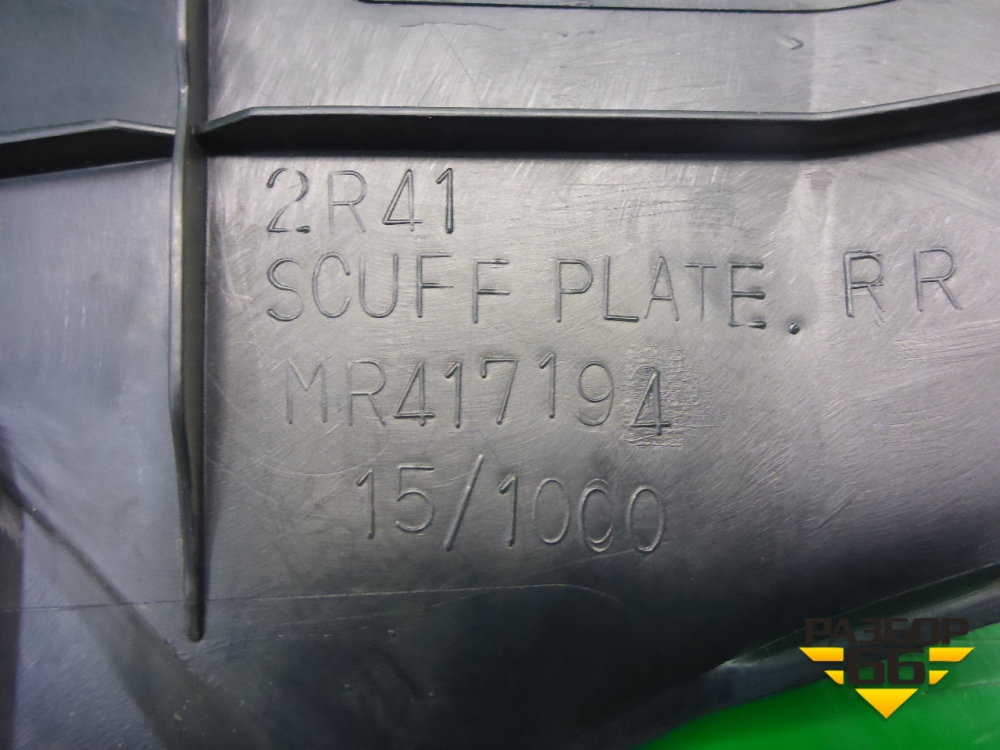 2R41
SCUFF PLATE. RR
MR417194
15/1000
РАЗБОР
66